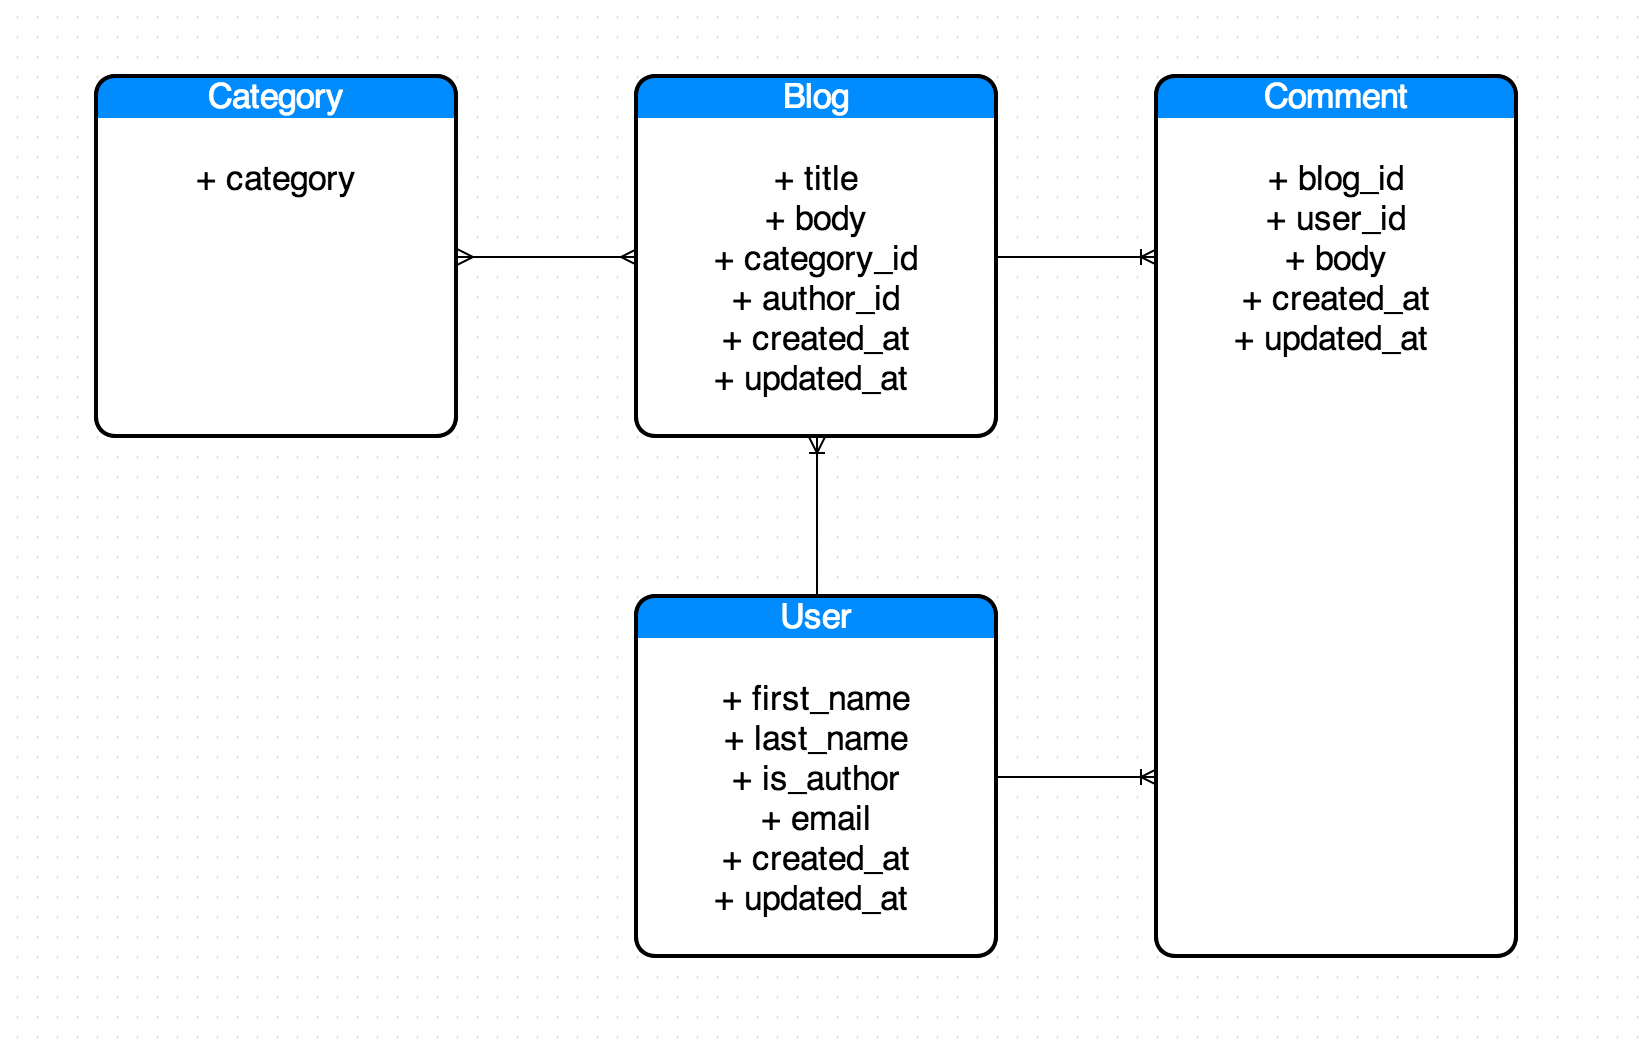 Category
+ category
Blog
+ title
+ body
+ category_id
+ author_id
+ created_at
+ updated_at
Comment
+ blog_id
+ user_id
+ body
+ created_at
+ updated_at
User
+ first_name
+ last_name
+ is_author
+ email
+ created_at
+ updated_at